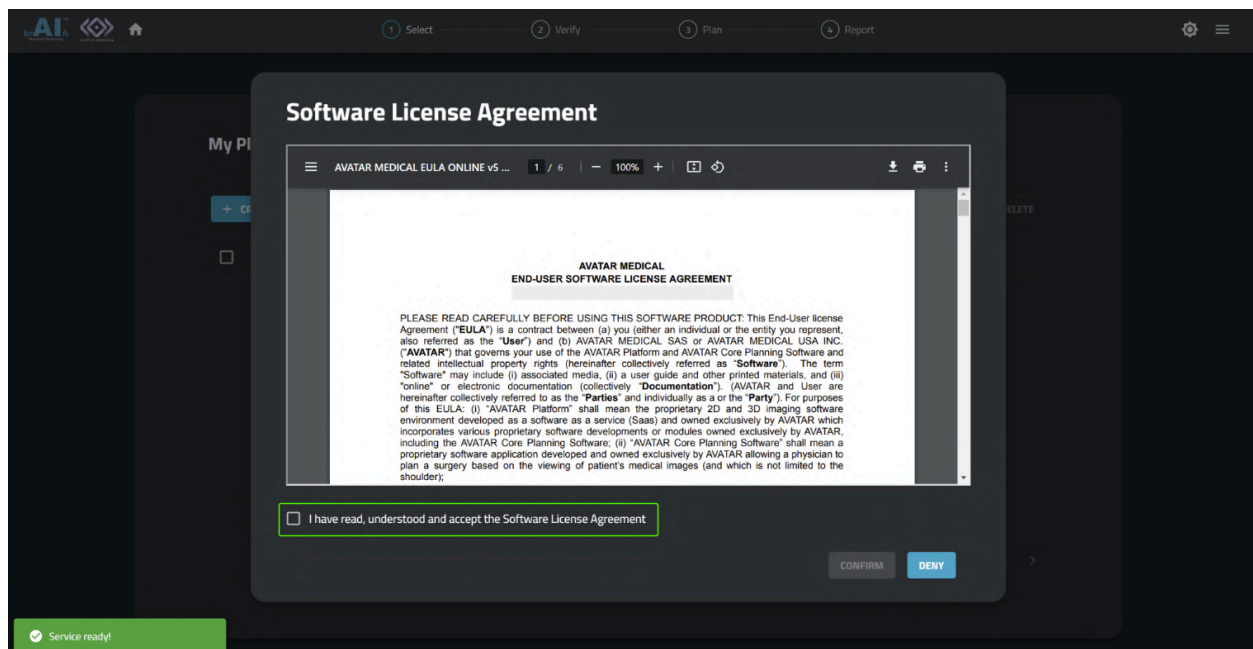 AI
1 Select
2 Verify
3 Plan
4 Report
Software License Agreement
My Pl
AVATAR MEDICAL EULA ONLINE v5 ...
1 / 6
100%
+ CR
ELETE
AVATAR MEDICAL
END-USER SOFTWARE LICENSE AGREEMENT
PLEASE READ CAREFULLY BEFORE USING THIS SOFTWARE PRODUCT: This End-User license
Agreement ("EULA") is a contract between (a) you (either an individual or the entity you represent,
also referred as the "User") and (b) AVATAR MEDICAL SAS or AVATAR MEDICAL USA INC.
("AVATAR") that governs your use of the AVATAR Platform and AVATAR Core Planning Software and
related intellectual property rights (hereinafter collectively referred as "Software"). The term
"Software" may include (i) associated media, (ii) a user guide and other printed materials, and (iii)
"online" or electronic documentation (collectively "Documentation"). (AVATAR and User are
hereinafter collectively referred to as the "Parties" and individually as a or the "Party"). For purposes
of this EULA: (i) "AVATAR Platform" shall mean the proprietary 2D and 3D imaging software
environment developed as a software as a service (Saas) and owned exclusively by AVATAR which
incorporates various proprietary software developments or modules owned exclusively by AVATAR,
including the AVATAR Core Planning Software; (ii) "AVATAR Core Planning Software" shall mean a
proprietary software application developed and owned exclusively by AVATAR allowing a physician to
plan a surgery based on the viewing of patient's medical images (and which is not limited to the
shoulder);
I have read, understood and accept the Software License Agreement
CONFIRM
DENY
Service ready!